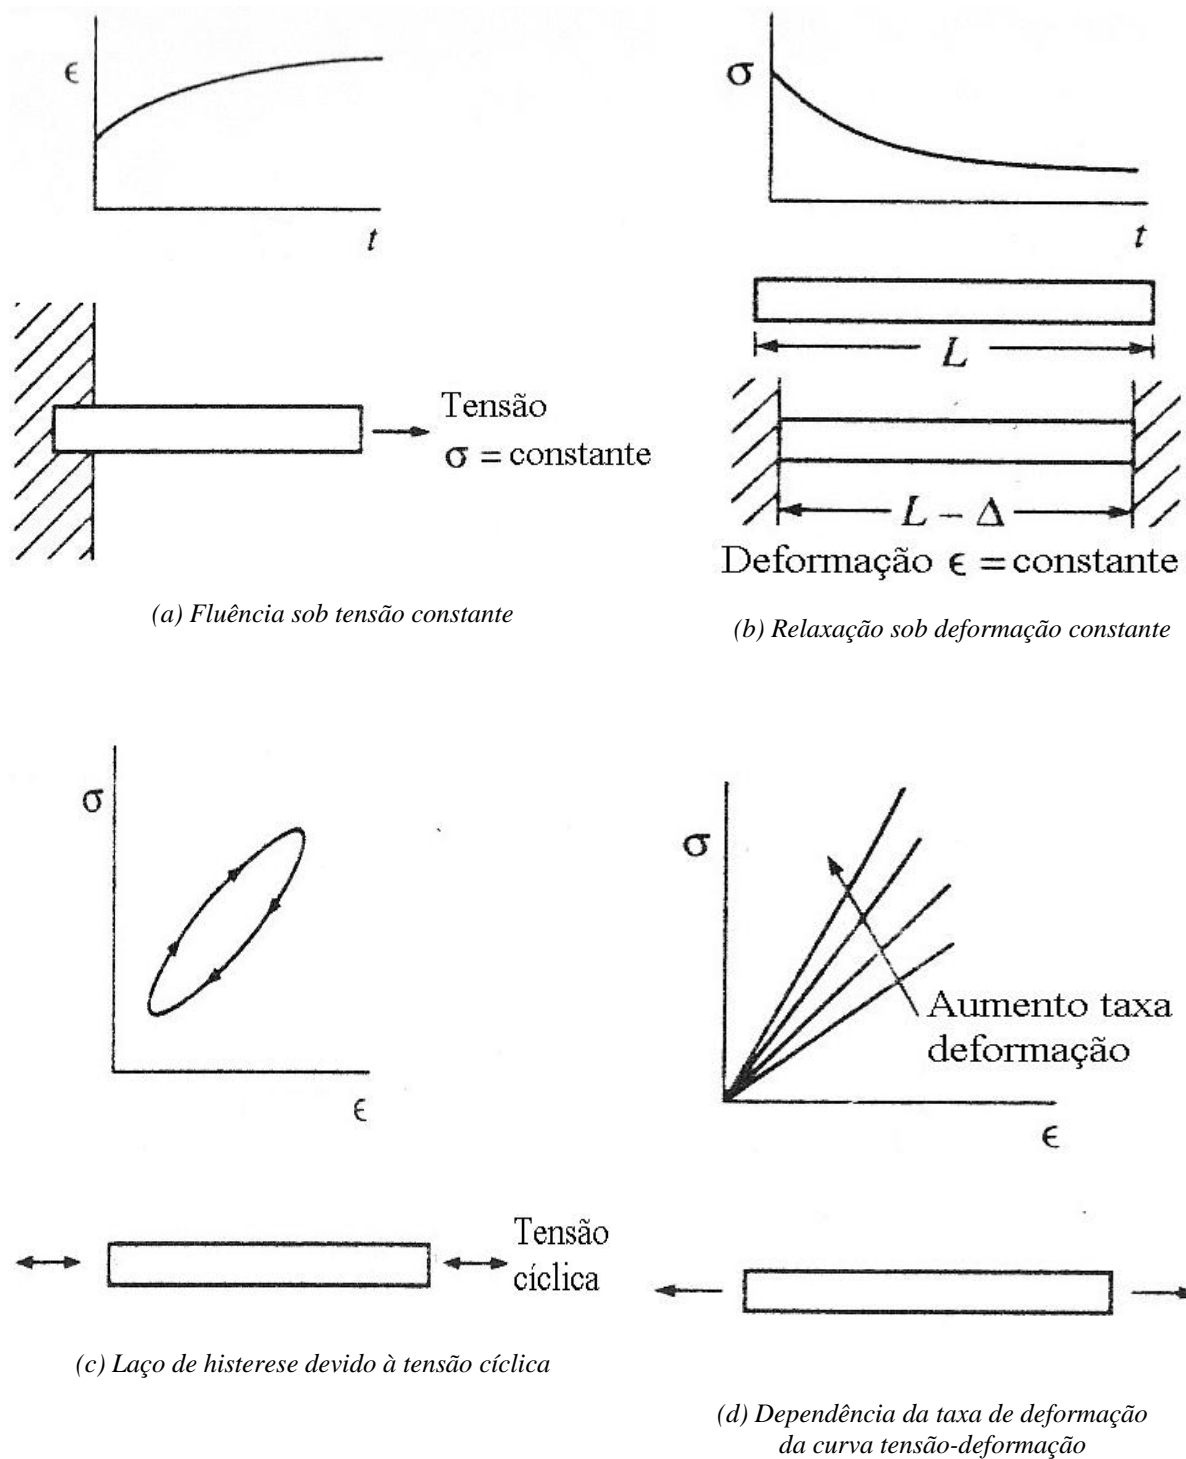 ϵ
t
Tensão
σ = constante
(a) Fluência sob tensão constante
σ
t
L
L − Δ
Deformação ϵ = constante
(b) Relaxação sob deformação constante
σ
ϵ
Tensão
cíclica
(c) Laço de histerese devido à tensão cíclica
σ
Aumento taxa
deformação
ϵ
(d) Dependência da taxa de deformação
da curva tensão-deformação